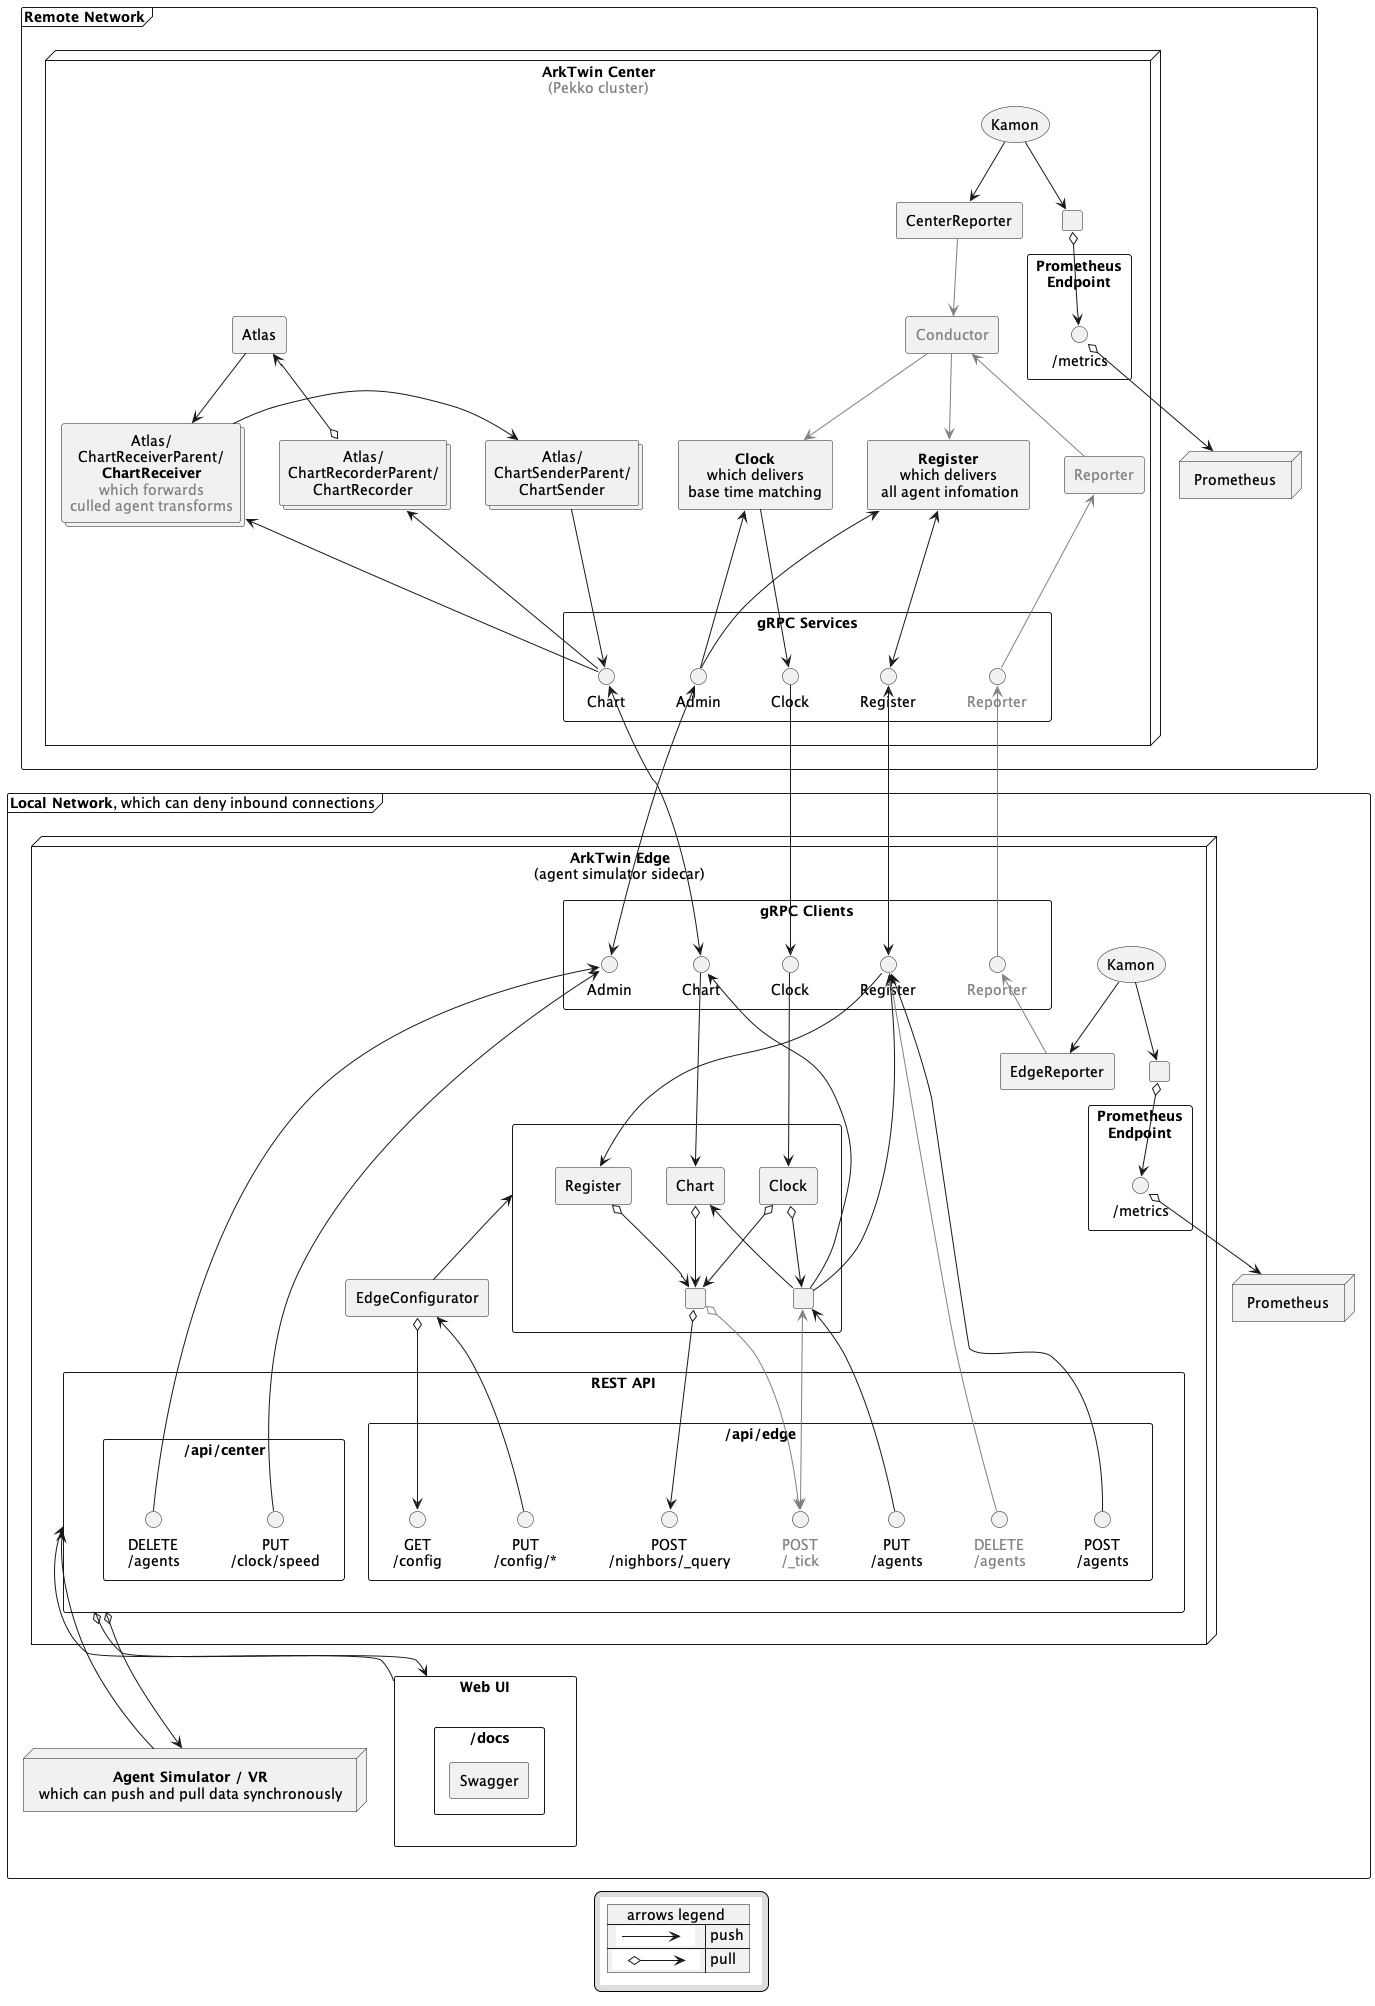 Remote Network
ArkTwin Center
(Pekko cluster)
Kamon
CenterReporter
Prometheus
Endpoint
Atlas
Conductor
/metrics
Atlas/
ChartReceiverParent/
ChartReceiver
which forwards
culled agent transforms
Atlas/
ChartRecorderParent/
ChartRecorder
Atlas/
ChartSenderParent/
ChartSender
Clock
which delivers
base time matching
Register
which delivers
all agent infomation
Reporter
Prometheus
gRPC Services
Chart
Admin
Clock
Register
Reporter
Local Network, which can deny inbound connections
ArkTwin Edge
(agent simulator sidecar)
gRPC Clients
Admin
Chart
Clock
Register
Reporter
Kamon
EdgeReporter
Prometheus
Endpoint
/metrics
Register
Chart
Clock
EdgeConfigurator
Prometheus
REST API
/api/center
/api/edge
DELETE
/agents
PUT
/clock/speed
GET
/config
PUT
/config/*
POST
/nighbors/_query
POST
/_tick
PUT
/agents
DELETE
/agents
POST
/agents
Web UI
/docs
Swagger
Agent Simulator / VR
which can push and pull data synchronously
arrows legend
push
pull